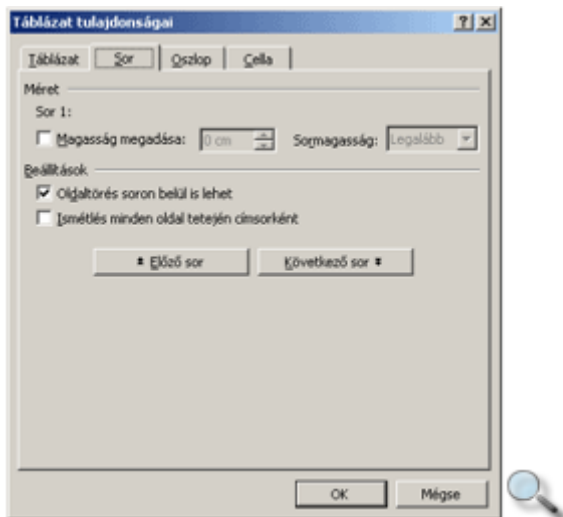 Táblázat tulajdonságai
Táblázat Sor Oszlop Cella
Méret
Sor 1:
Magasság megadása: 0 cm Sormagasság: Legalább
Beállítások
Oldaltörés soron belül is lehet
Ismétlés minden oldal tetején címsorként
Előző sor Következő sor
OK Mégse